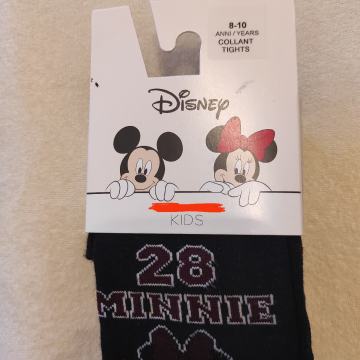 8-10
ANNI / YEARS
COLLANT
TIGHTS
Disney
KIDS
28
MINNIE